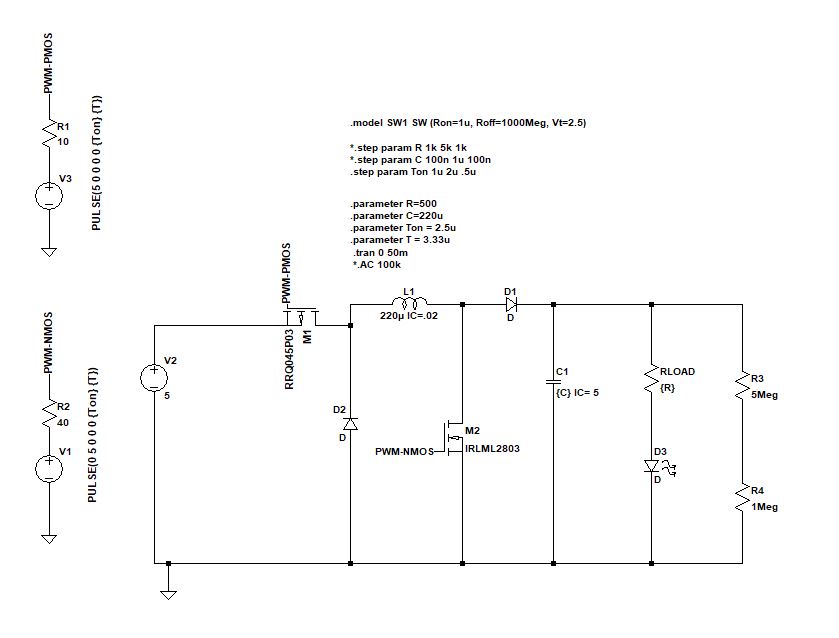 PWM-PMOS
R1
10
V3
PULSE(5 0 0 0 0 {Ton} {T})
.model SW1 SW (Ron=1u, Roff=1000Meg, Vt=2.5)
*.step param R 1k 5k 1k
*.step param C 100n 1u 100n
.step param Ton 1u 2u .5u
.parameter R=500
.parameter C=220u
.parameter Ton = 2.5u
.parameter T = 3.33u
.tran 0 50m
*.AC 100k
PWM-PMOS
M1
RRQ045P03
L1
220µ IC=.02
D1
D
PWM-NMOS
R2
40
V1
PULSE(0 5 0 0 0 {Ton} {T})
V2
5
D2
D
M2
IRLML2803
PWM-NMOS
C1
{C} IC= 5
RLOAD
{R}
D3
D
R3
5Meg
R4
1Meg